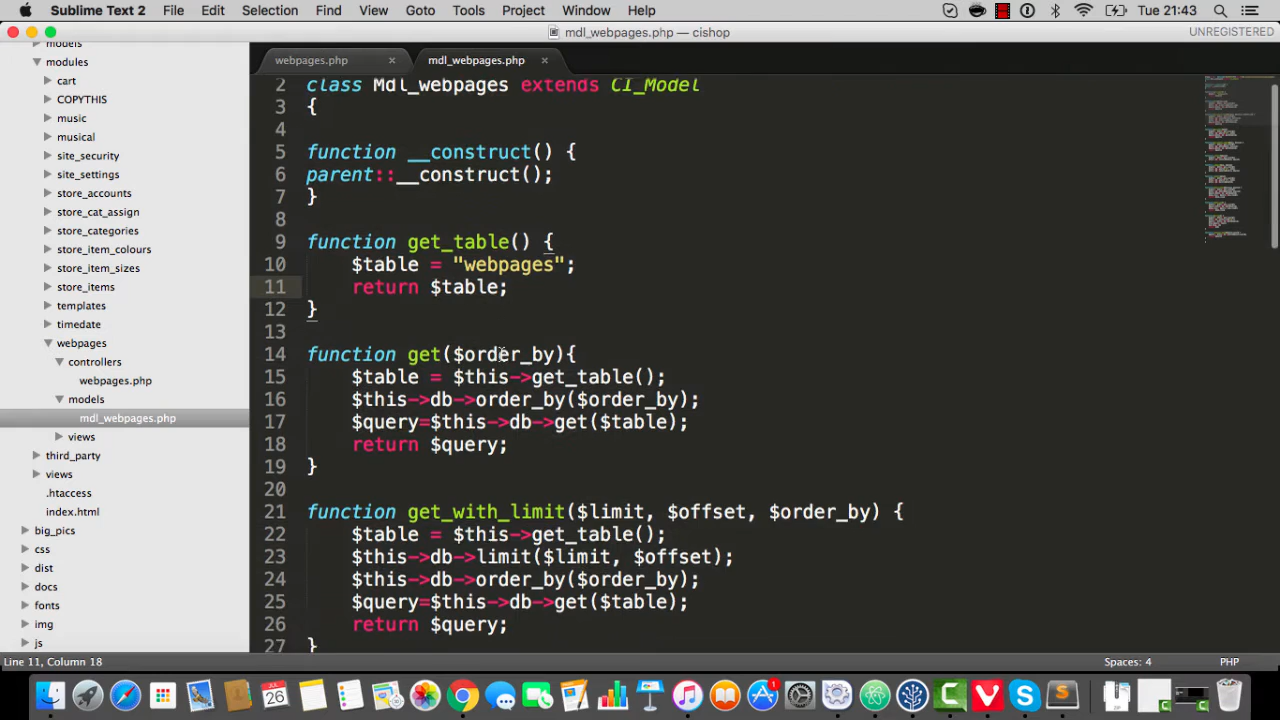 Sublime Text 2 File Edit Selection Find View Goto Tools Project Window Help Tue 21:43
mdl_webpages.php — cishop UNREGISTERED
models
modules
cart
COPYTHIS
music
musical
site_security
site_settings
store_accounts
store_cat_assign
store_categories
store_item_colours
store_item_sizes
store_items
templates
timedate
webpages
controllers
webpages.php
models
mdl_webpages.php
views
third_party
views
.htaccess
index.html
big_pics
css
dist
docs
fonts
img
js
webpages.php mdl_webpages.php
2 class Mdl_webpages extends CI_Model
3 {
4
5 function __construct() {
6 parent::__construct();
7 }
8
9 function get_table() {
10 $table = "webpages";
11 return $table;
12 }
13
14 function get($order_by){
15 $table = $this->get_table();
16 $this->db->order_by($order_by);
17 $query=$this->db->get($table);
18 return $query;
19 }
20
21 function get_with_limit($limit, $offset, $order_by) {
22 $table = $this->get_table();
23 $this->db->limit($limit, $offset);
24 $this->db->order_by($order_by);
25 $query=$this->db->get($table);
26 return $query;
27 }
Line 11, Column 18 Spaces: 4 PHP
JUL
26
1